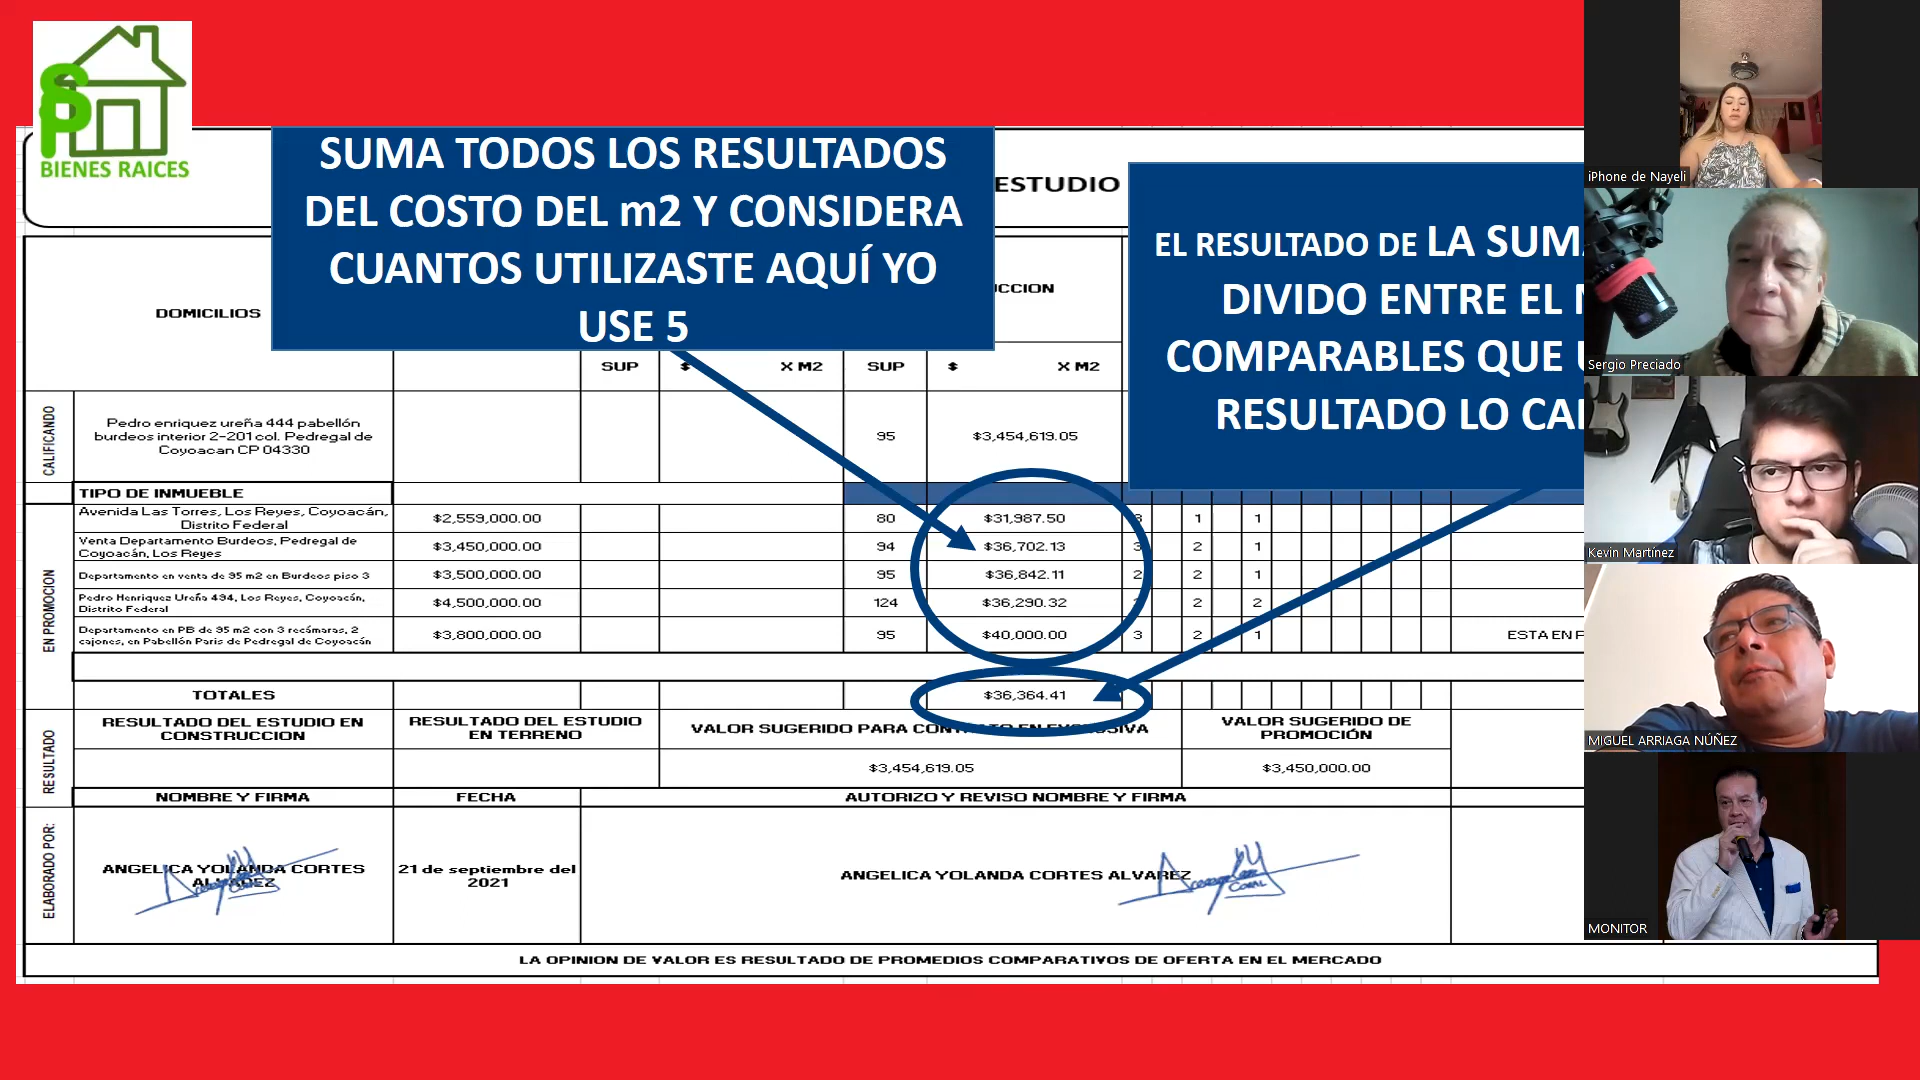 SP
BIENES RAICES
SUMA TODOS LOS RESULTADOS
DEL COSTO DEL m2 Y CONSIDERA
CUANTOS UTILIZASTE AQUÍ YO
USE 5
ESTUDIO
EL RESULTADO DE LA SUM
DIVIDO ENTRE EL
COMPARABLES QUE
RESULTADO LO
DOMICILIOS
UCCION
SUP $ X M2 SUP $ X M2
CALIFICANDO
Pedro enriquez ureña 444 pabellón
burdeos interior 2-201 col. Pedregal de
Coyoacan CP 04330
95 $3,454,619.05
TIPO DE INMUEBLE
EN PROMOCION
Avenida Las Torres, Los Reyes, Coyoacán,
Distrito Federal
$2,559,000.00 80 $31,987.50 3 1 1
Venta Departamento Burdeos, Pedregal de
Coyoacán, Los Reyes
$3,450,000.00 94 $36,702.13 3 2 1
Departamento en venta de 95 m2 en Burdeos piso 3
$3,500,000.00 95 $36,842.11 2 2 1
Pedro Henriquez Ureña 494, Los Reyes, Coyoacán,
Distrito Federal
$4,500,000.00 124 $36,290.32 2 2
Departamento en PB de 95 m2 con 3 recámaras, 2
cajones, en Pabellón Paris de Pedregal de Coyoacán
$3,800,000.00 95 $40,000.00 3 2 1 ESTA EN P
TOTALES $36,364.41
RESULTADO
RESULTADO DEL ESTUDIO EN
CONSTRUCCION
RESULTADO DEL ESTUDIO
EN TERRENO
VALOR SUGERIDO PARA CONTRATO EN EXCLUSIVA
VALOR SUGERIDO DE
PROMOCIÓN
$3,454,619.05 $3,450,000.00
NOMBRE Y FIRMA FECHA AUTORIZO Y REVISO NOMBRE Y FIRMA
ELABORADO POR:
ANGELICA YOLANDA CORTES
ALVAREZ
21 de septiembre del
2021
ANGELICA YOLANDA CORTES ALVAREZ
LA OPINION DE VALOR ES RESULTADO DE PROMEDIOS COMPARATIVOS DE OFERTA EN EL MERCADO
iPhone de Nayeli
Sergio Preciado
Kevin Martínez
MIGUEL ARRIAGA NÚÑEZ
MONITOR